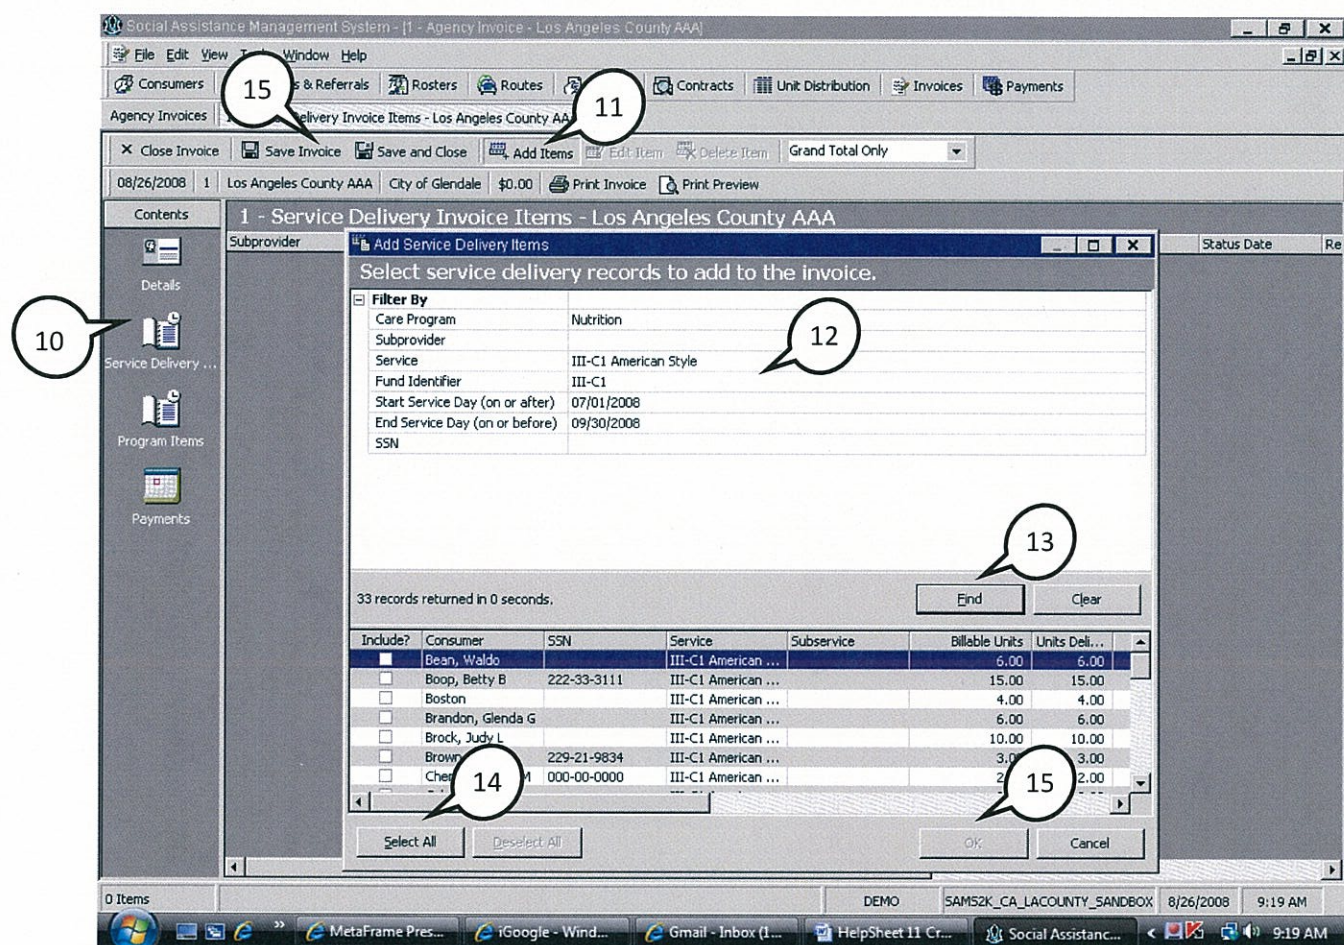 Social Assistance Management System - [1 - Agency Invoice - Los Angeles County AAA]
File Edit View Window Help
Consumers s & Referrals Rosters Routes Contracts Unit Distribution Invoices Payments
15
11
Agency Invoices Delivery Invoice Items - Los Angeles County AA
Close Invoice Save Invoice Save and Close Add Items Edit Item Delete Item Grand Total Only
08/26/2008 1 Los Angeles County AAA City of Glendale $0.00 Print Invoice Print Preview
Contents 1 - Service Delivery Invoice Items - Los Angeles County AAA
Subprovider Add Service Delivery Items Status Date Re
Select service delivery records to add to the invoice.
Details
Filter By
Care Program Nutrition
Subprovider
12
10
Service III-C1 American Style
Service Delivery ...
Fund Identifier III-C1
Start Service Day (on or after) 07/01/2008
End Service Day (on or before) 09/30/2008
SSN
Program Items
Payments
13
33 records returned in 0 seconds. Find Clear
Include? Consumer SSN Service Subservice Billable Units Units Deli...
Bean, Waldo III-C1 American ... 6.00 6.00
Boop, Betty B 222-33-3111 III-C1 American ... 15.00 15.00
Boston III-C1 American ... 4.00 4.00
Brandon, Glenda G III-C1 American ... 6.00 6.00
Brock, Judy L III-C1 American ... 10.00 10.00
Brown 229-21-9834 III-C1 American ... 3.00 3.00
Che M 000-00-0000 III-C1 American ... 2 2.00
14
15
Select All Deselect All OK Cancel
0 Items DEMO SAMS2K_CA_LACOUNTY_SANDBOX 8/26/2008 9:19 AM
MetaFrame Pres... iGoogle - Wind... Gmail - Inbox (1... HelpSheet 11 Cr... Social Assistanc... 9:19 AM